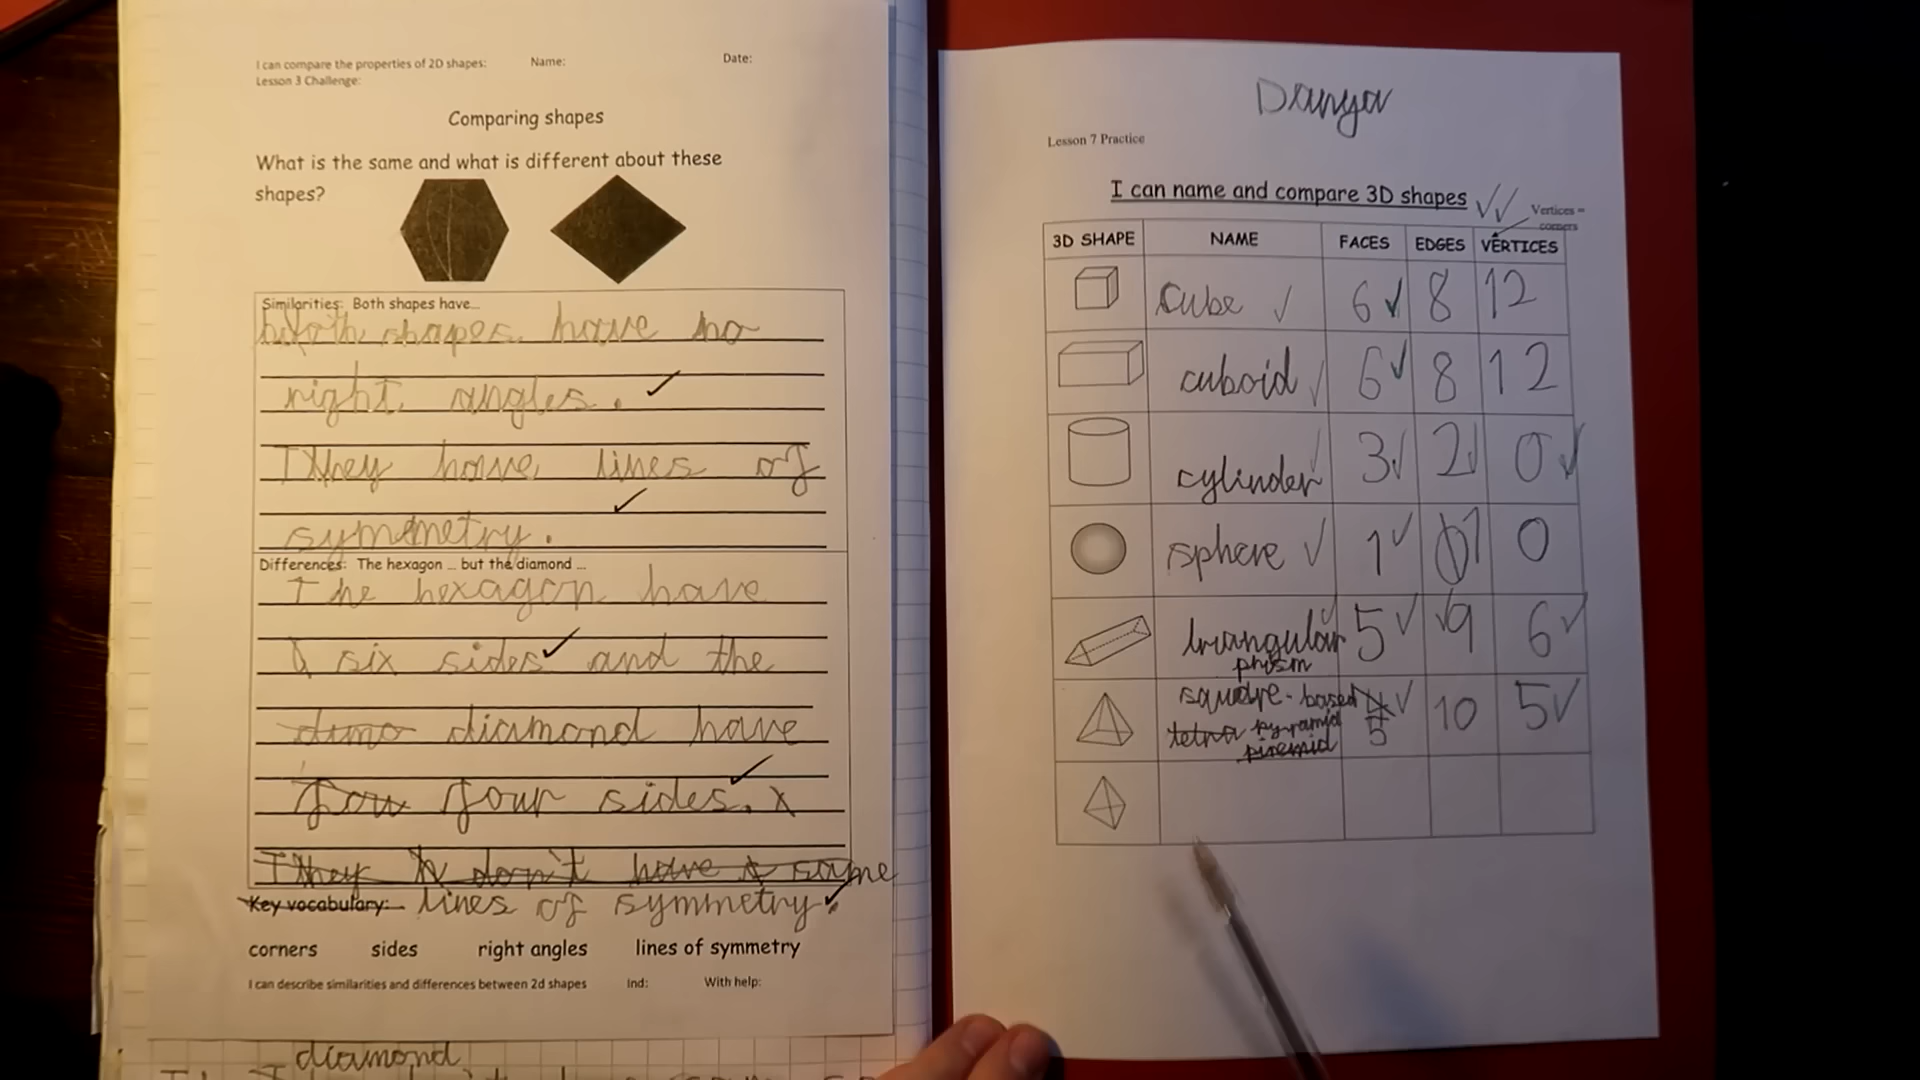 I can compare the properties of 2D shapes: Name: Date:
Lesson 3 Challenge:
Comparing shapes
What is the same and what is different about these
shapes?
Similarities: Both shapes have...
both shapes have no
right angles.
They have lines of
symmetry.
Differences: The hexagon ... but the diamond ...
The hexagon have
six sides and the
dimo diamond have
four sides.
They don't have same
Key vocabulary: lines of symmetry.
corners sides right angles lines of symmetry
I can describe similarities and differences between 2d shapes Ind: With help:
diamond
Danya
Lesson 7 Practice
I can name and compare 3D shapes
Vertices =
corners
3D SHAPE NAME FACES EDGES VERTICES
cube 6 8 12
cuboid 6 8 12
cylinder 3 2 0
sphere 1 1 0
triangular 5 9 6
phism
square-based 10 5
tetra pyramid 5
piremid